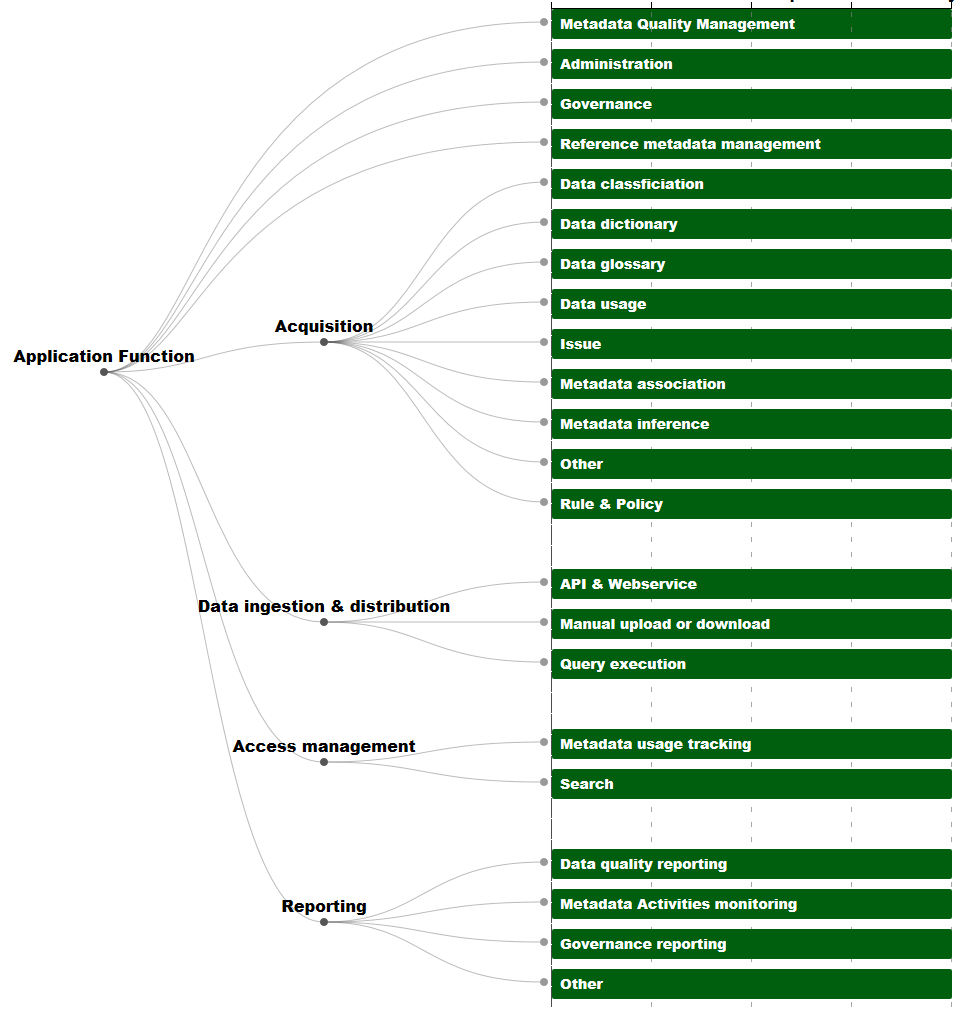 Metadata Quality Management
Administration
Governance
Reference metadata management
Data classficiation
Data dictionary
Data glossary
Data usage
Acquisition
Issue
Application Function
Metadata association
Metadata inference
Other
Rule & Policy
API & Webservice
Data ingestion & distribution
Manual upload or download
Query execution
Access management
Metadata usage tracking
Search
Data quality reporting
Reporting
Metadata Activities monitoring
Governance reporting
Other